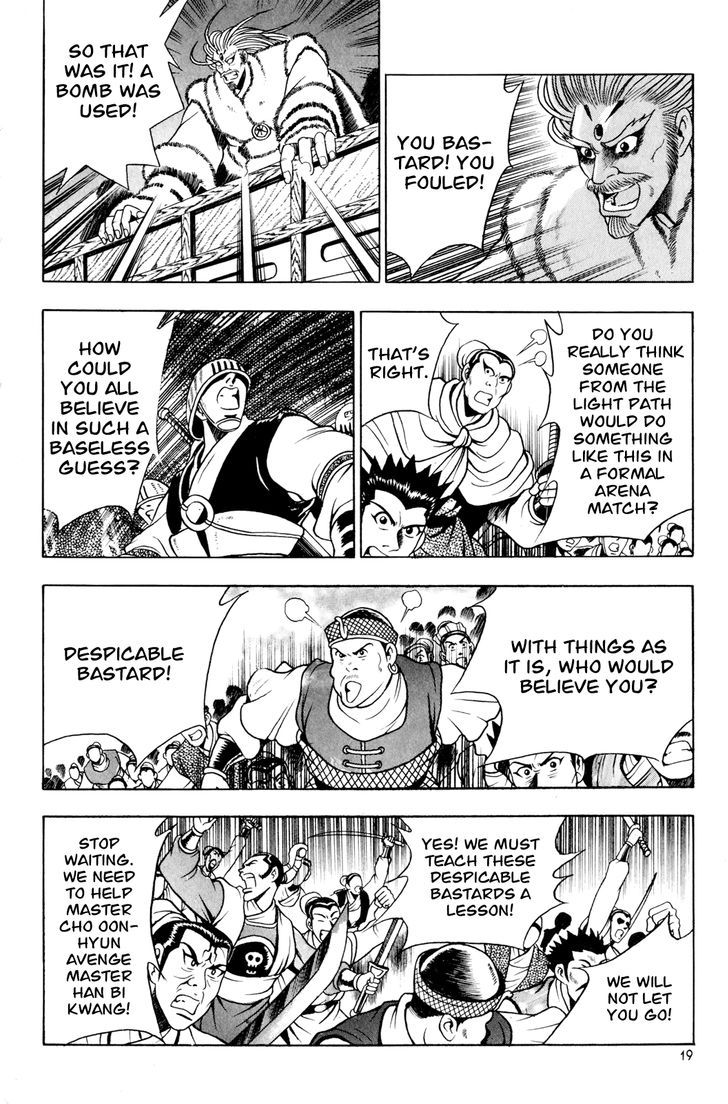 SO THAT
WAS IT! A
BOMB WAS
USED!
YOU BAS-
TARD! YOU
FOULED!
HOW
COULD
YOU ALL
BELIEVE
IN SUCH A
BASELESS
GUESS?
THAT'S
RIGHT.
DO YOU
REALLY THINK
SOMEONE
FROM THE
LIGHT PATH
WOULD DO
SOMETHING
LIKE THIS IN
A FORMAL
ARENA
MATCH?
DESPICABLE
BASTARD!
WITH THINGS AS
IT IS, WHO WOULD
BELIEVE YOU?
STOP
WAITING.
WE NEED
TO HELP
MASTER
CHO OON-
HYUN
AVENGE
MASTER
HAN BI
KWANG!
YES! WE MUST
TEACH THESE
DESPICABLE
BASTARDS A
LESSON!
WE WILL
NOT LET
YOU GO!
19